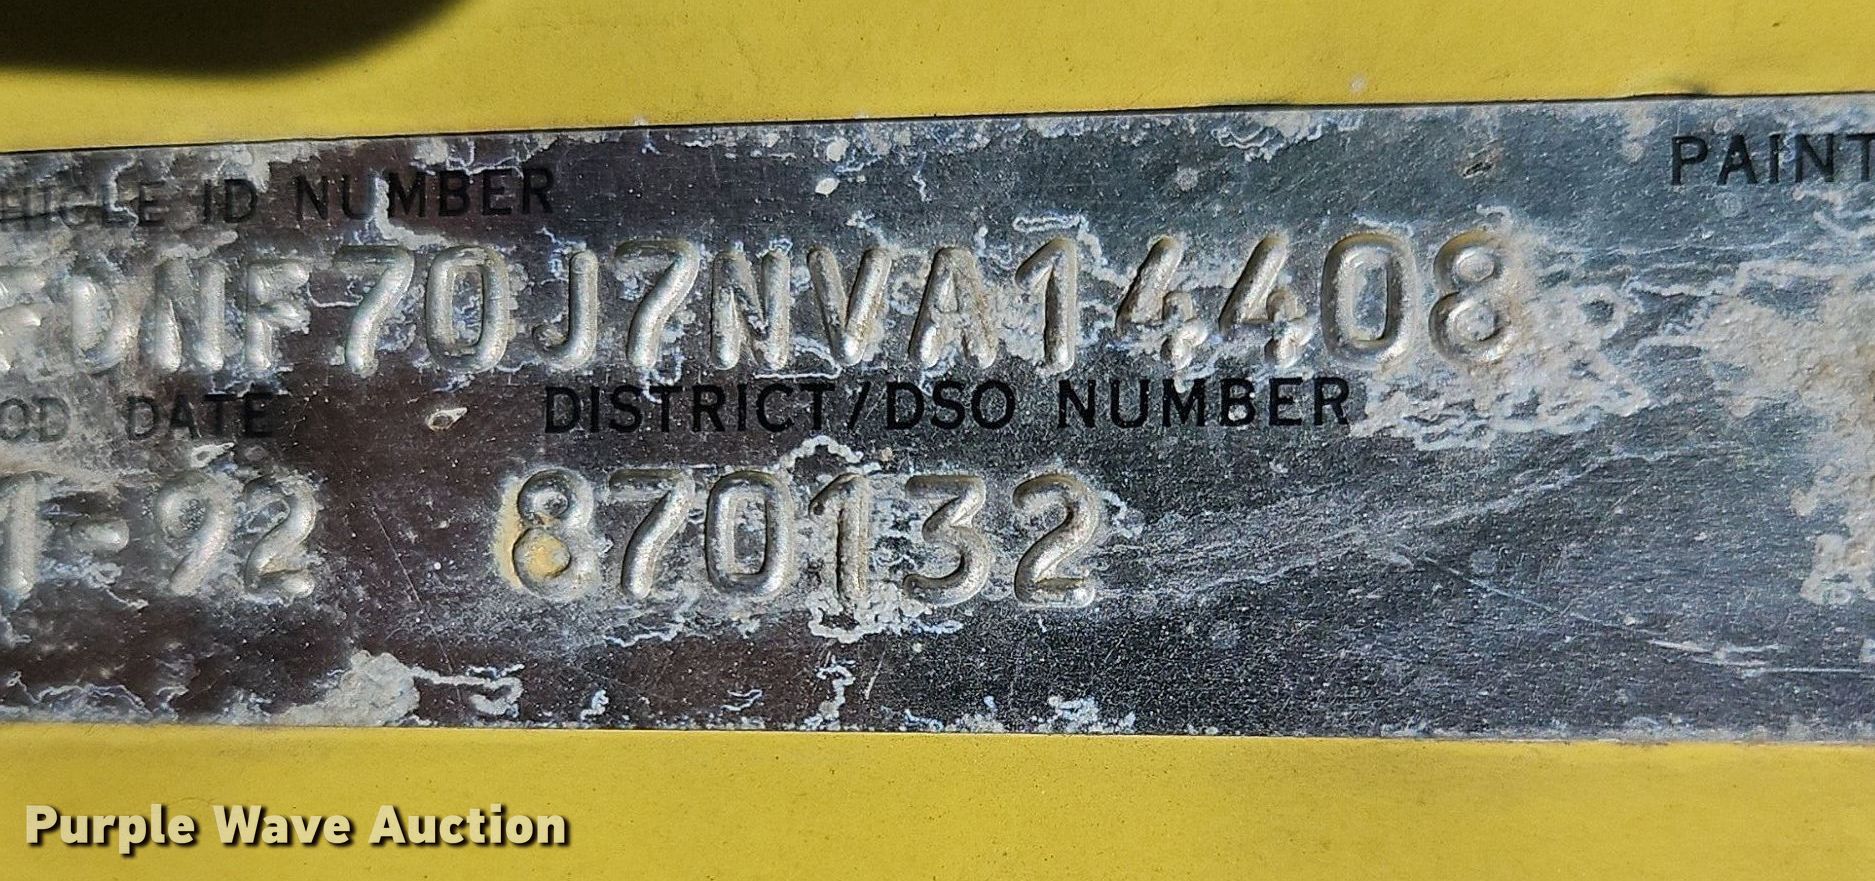 HICLE ID NUMBER
PAINT
FDNF70J7NVA14408
OD DATE
DISTRICT/DSO NUMBER
1-92
870132
Purple Wave Auction